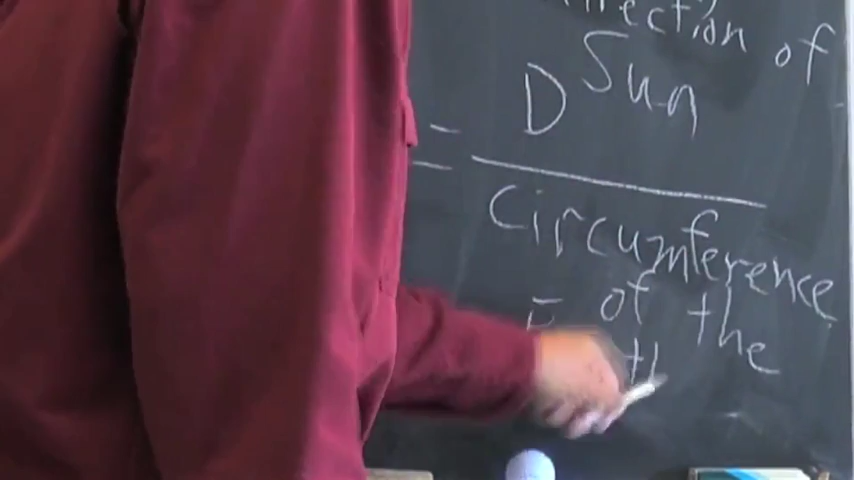 of
D Sun
=
Circumference
of the